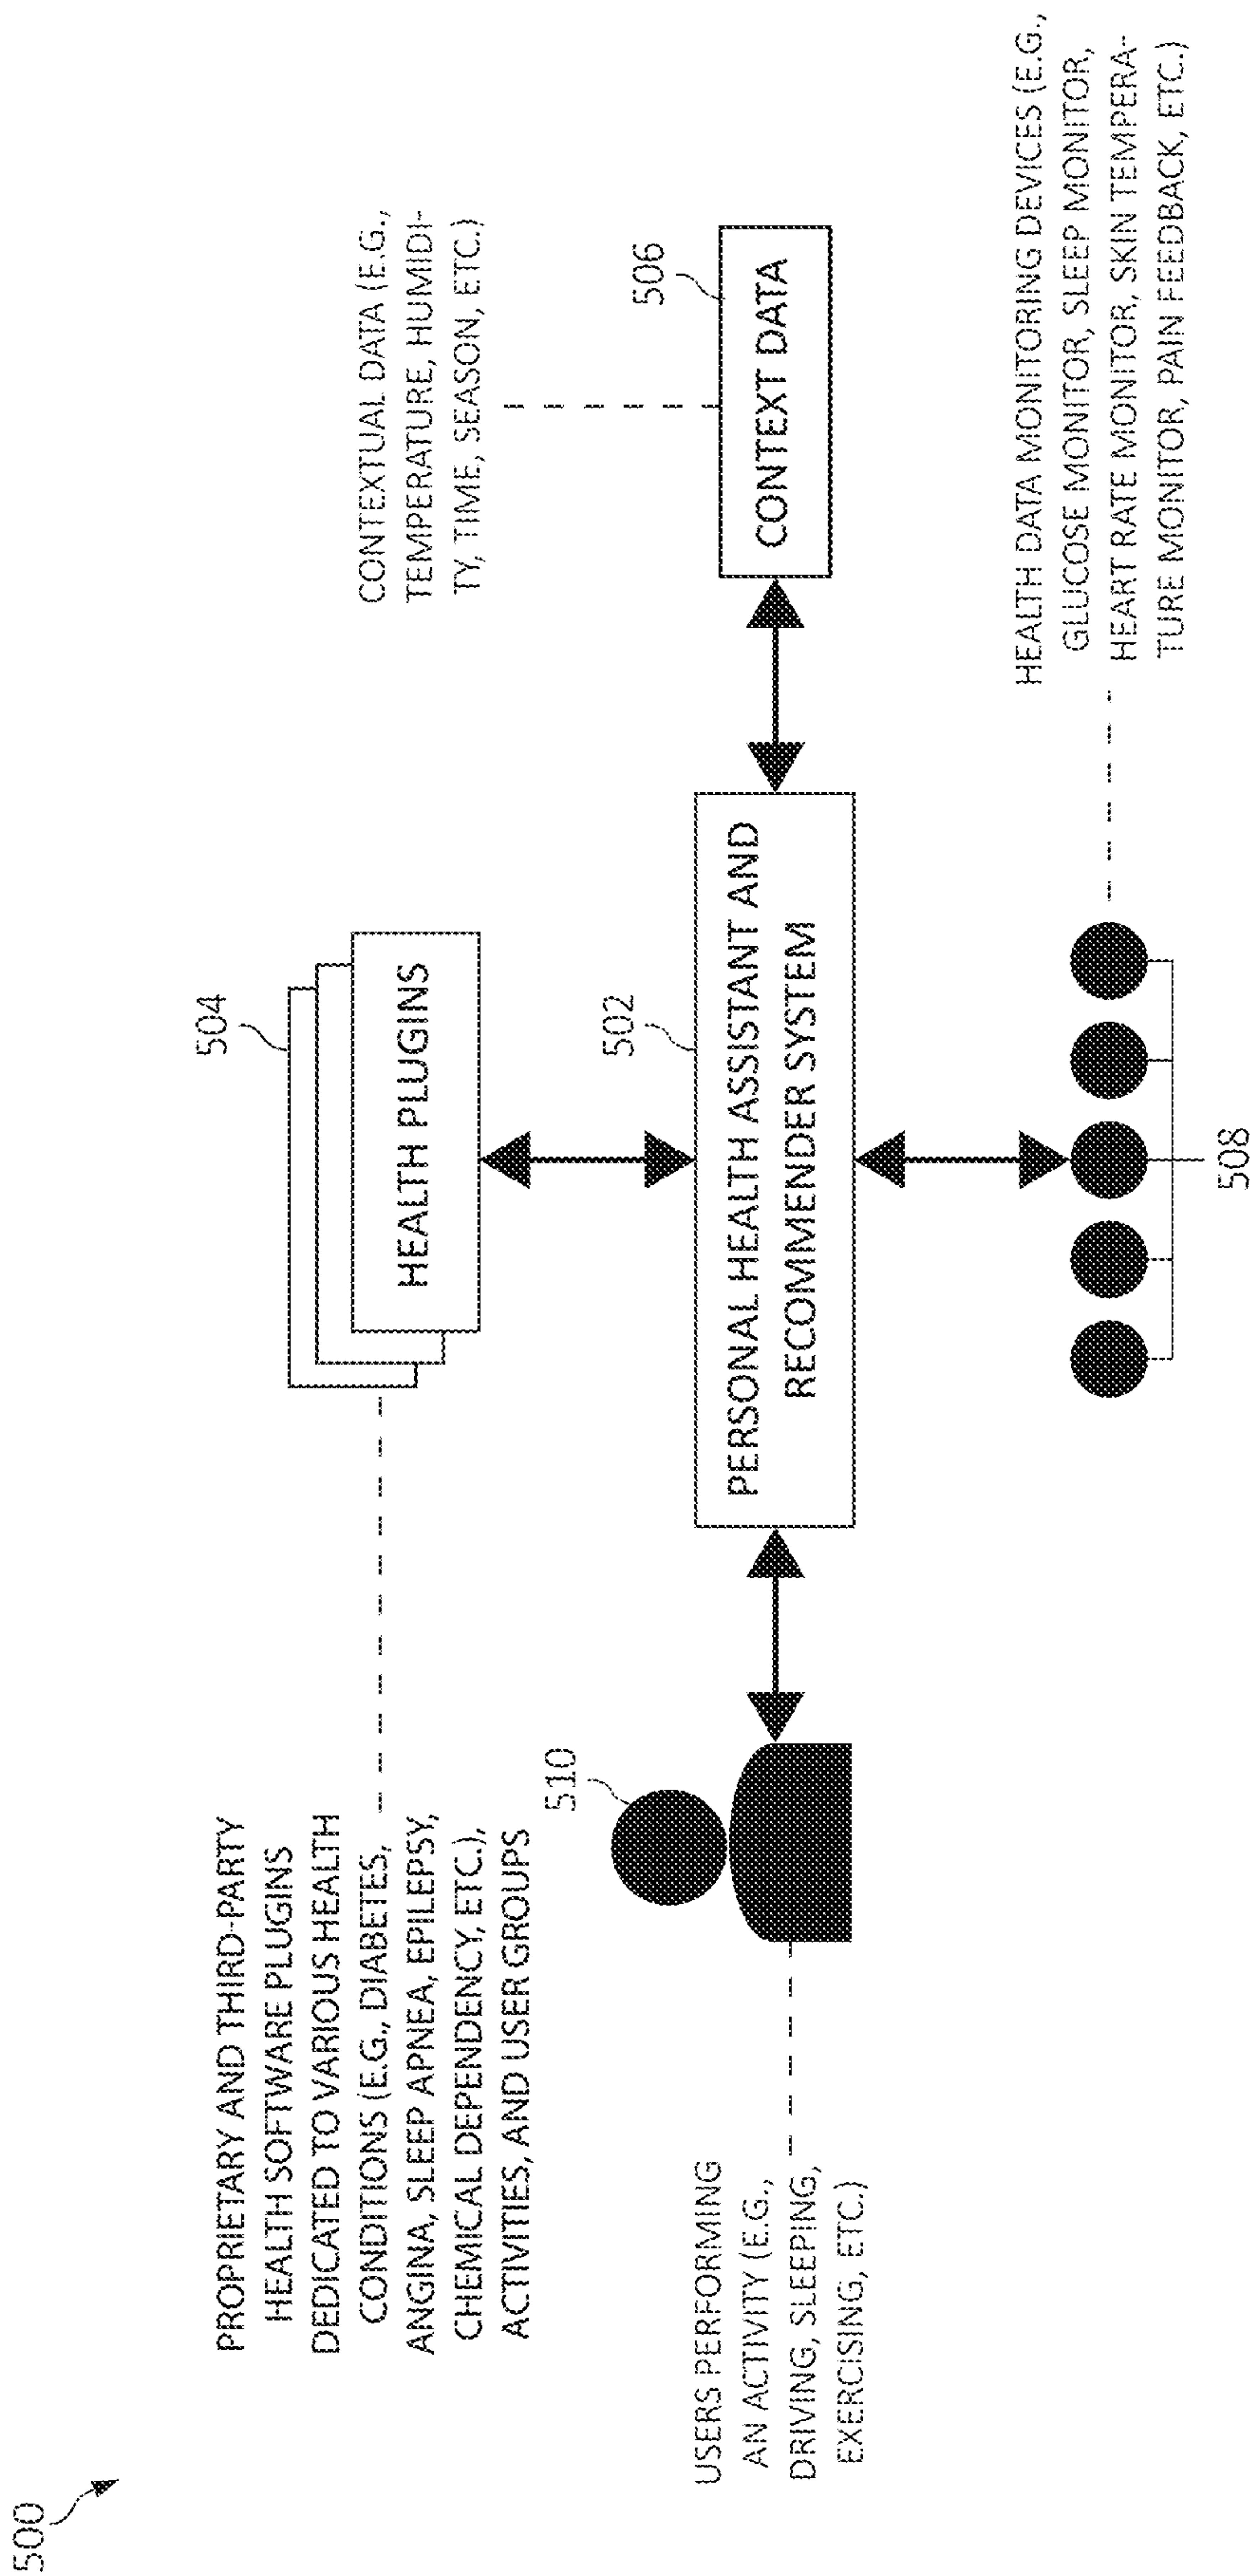 500
PROPRIETARY AND THIRD-PARTY
HEALTH SOFTWARE PLUGINS
DEDICATED TO VARIOUS HEALTH
CONDITIONS (E.G., DIABETES,
ANGINA, SLEEP APNEA, EPILEPSY,
CHEMICAL DEPENDENCY, ETC.),
ACTIVITIES, AND USER GROUPS
504
HEALTH PLUGINS
CONTEXTUAL DATA (E.G.,
TEMPERATURE, HUMIDI-
TY, TIME, SEASON, ETC.)
510
502
506
USERS PERFORMING
AN ACTIVITY (E.G.,
DRIVING, SLEEPING,
EXERCISING, ETC.)
PERSONAL HEALTH ASSISTANT AND
RECOMMENDER SYSTEM
CONTEXT DATA
HEALTH DATA MONITORING DEVICES (E.G.,
GLUCOSE MONITOR, SLEEP MONITOR,
HEART RATE MONITOR, SKIN TEMPERA-
TURE MONITOR, PAIN FEEDBACK, ETC.)
508